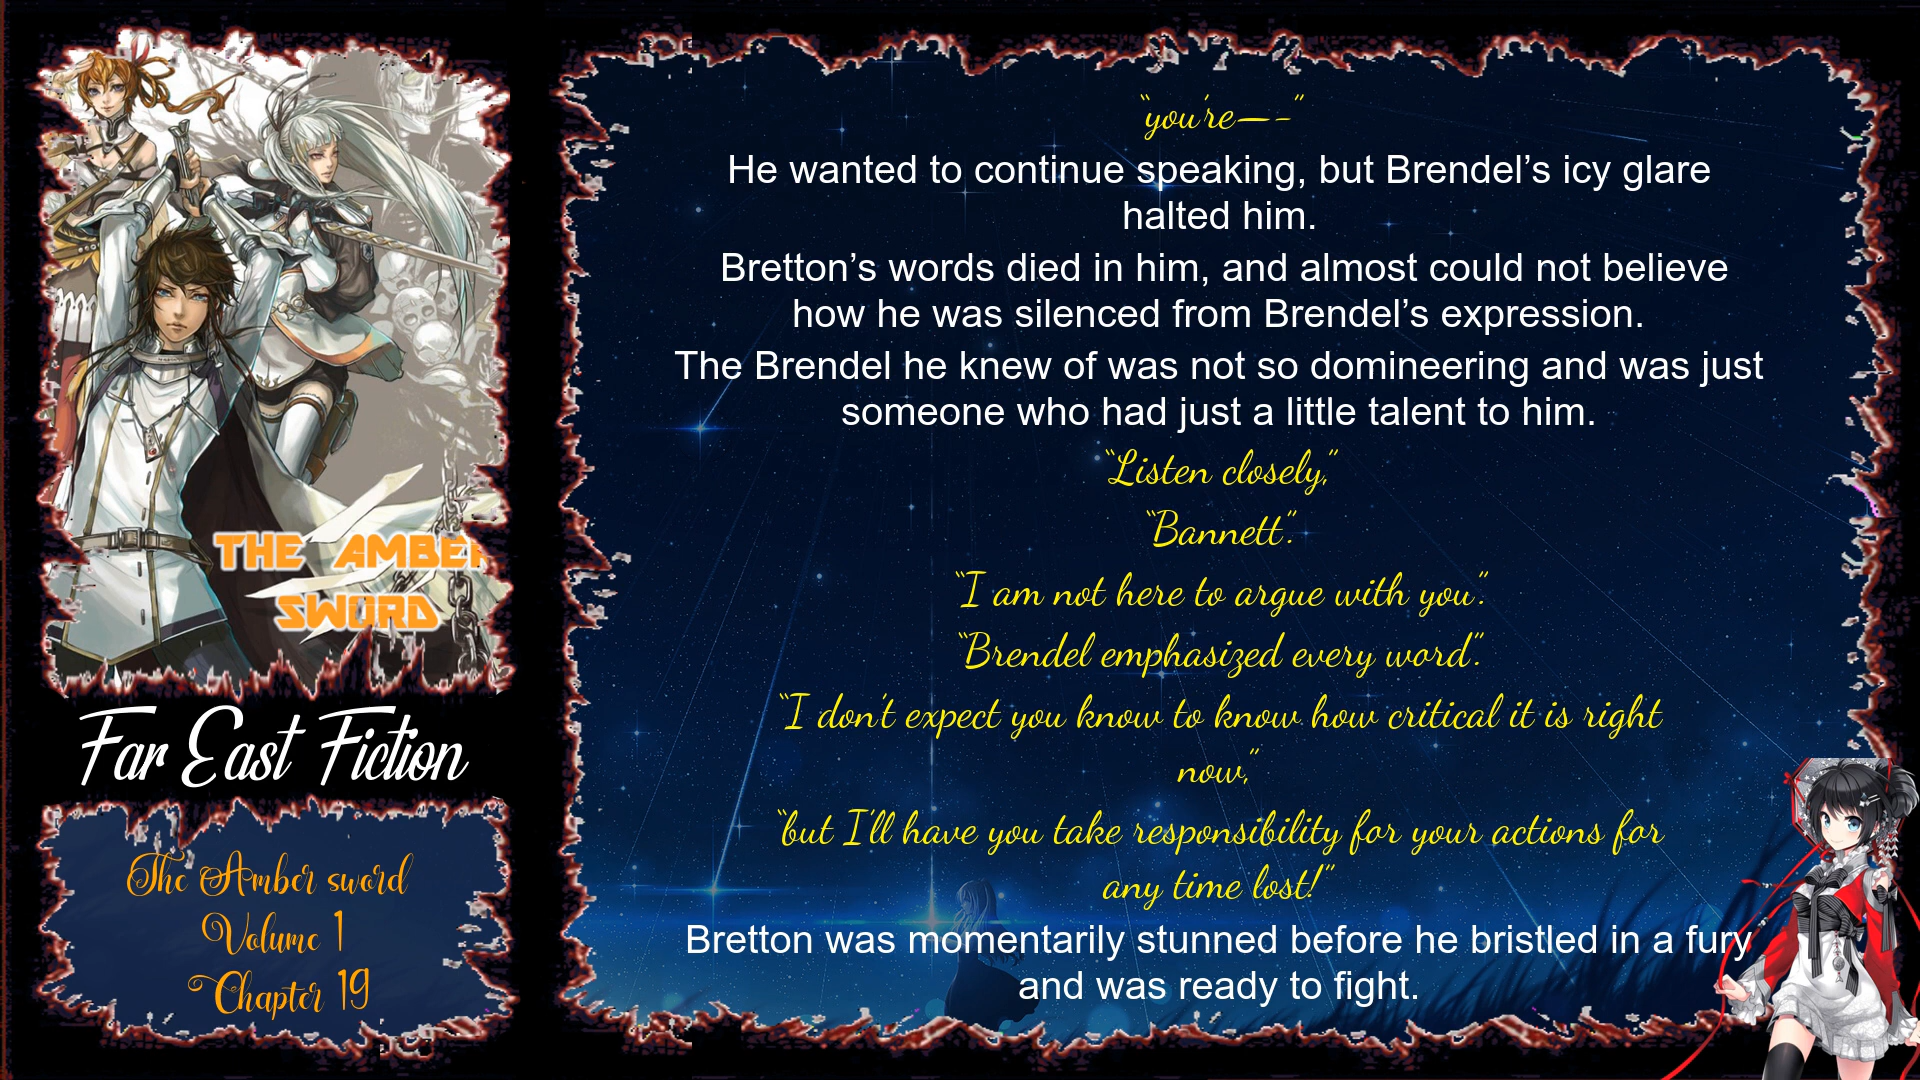 THE AMBER
SWORD
Far East Fiction
The Amber sword
Volume 1
Chapter 19
“you’re—-”
He wanted to continue speaking, but Brendel’s icy glare
halted him.
Bretton’s words died in him, and almost could not believe
how he was silenced from Brendel’s expression.
The Brendel he knew of was not so domineering and was just
someone who had just a little talent to him.
“Listen closely,”
“Bannett”.
“I am not here to argue with you”.
“Brendel emphasized every word”.
“I don’t expect you know to know how critical it is right
now,”
“but I’ll have you take responsibility for your actions for
any time lost!”
Bretton was momentarily stunned before he bristled in a fury
and was ready to fight.